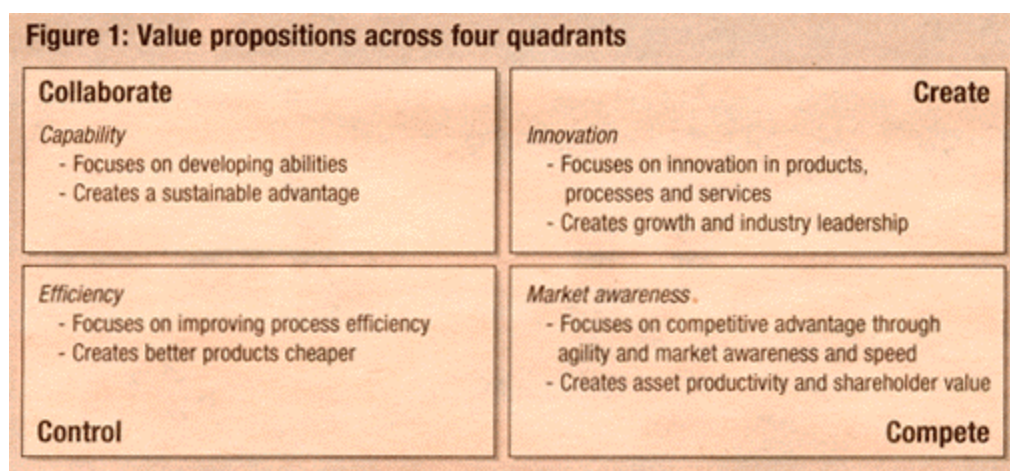 Figure 1: Value propositions across four quadrants
Collaborate
Capability
- Focuses on developing abilities
- Creates a sustainable advantage
Create
Innovation
- Focuses on innovation in products,
processes and services
- Creates growth and industry leadership
Efficiency
- Focuses on improving process efficiency
- Creates better products cheaper
Control
Market awareness.
- Focuses on competitive advantage through
agility and market awareness and speed
- Creates asset productivity and shareholder value
Compete